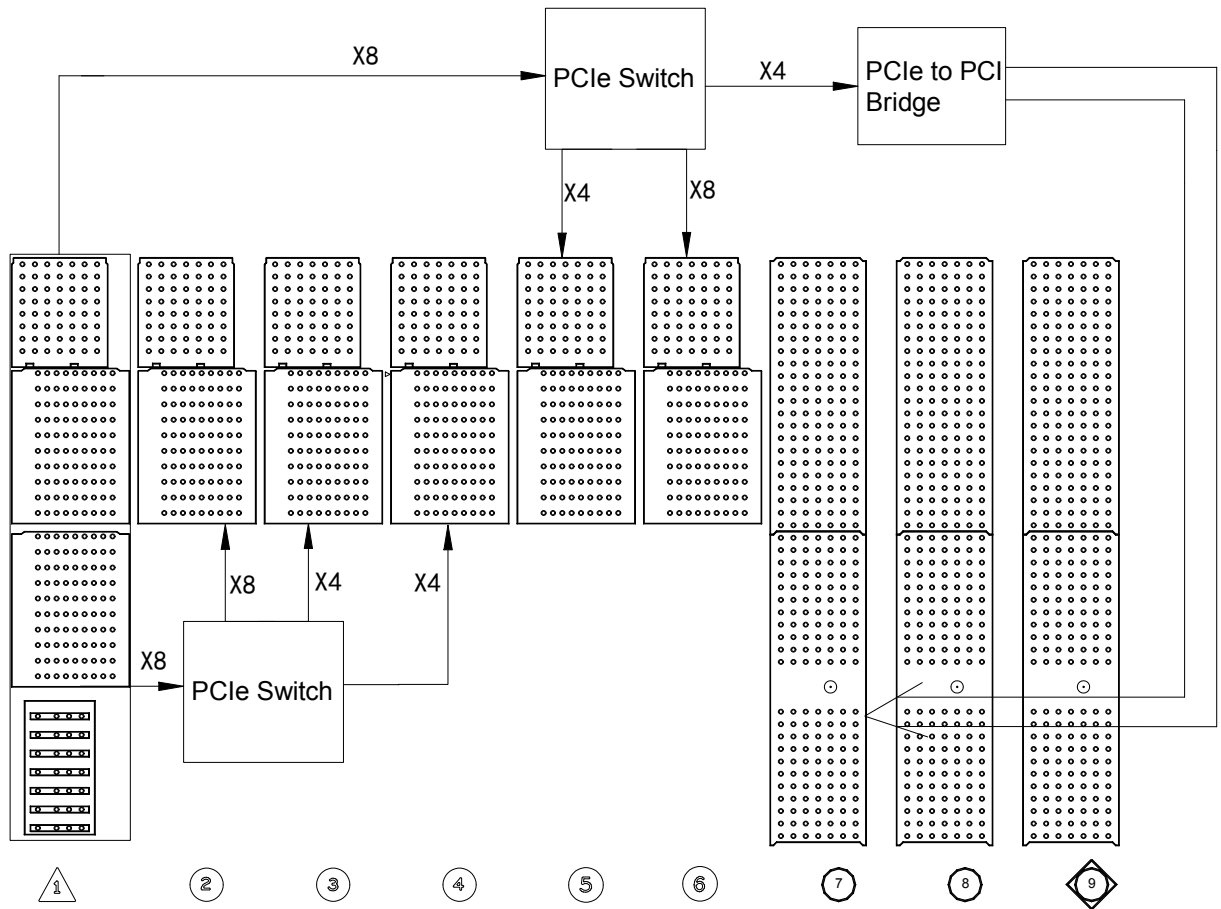 X8
PCIe Switch
X4
PCIe to PCI
Bridge
X4
X8
X8
X4
X4
X8
PCIe Switch
1
2
3
4
5
6
7
8
9